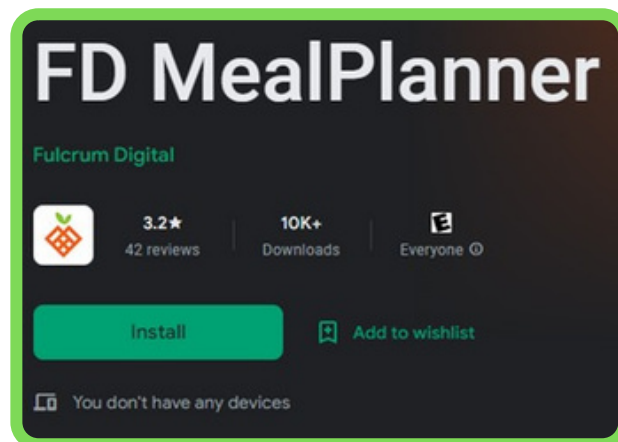 FD MealPlanner
Fulcrum Digital
3.2★ 10K+ E
42 reviews Downloads Everyone
Install Add to wishlist
You don't have any devices